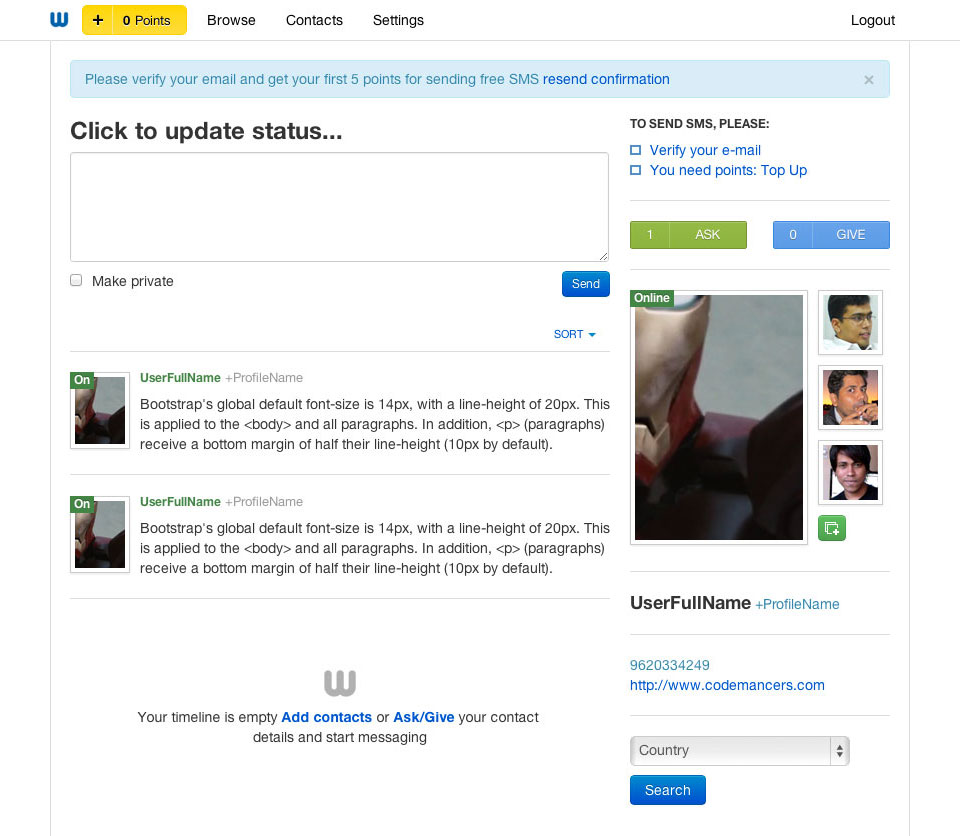 W + 0 Points Browse Contacts Settings Logout
Please verify your email and get your first 5 points for sending free SMS resend confirmation ×
Click to update status...
Make private
Send
SORT
On
UserFullName +ProfileName
Bootstrap's global default font-size is 14px, with a line-height of 20px. This
is applied to the <body> and all paragraphs. In addition, <p> (paragraphs)
receive a bottom margin of half their line-height (10px by default).
On
UserFullName +ProfileName
Bootstrap's global default font-size is 14px, with a line-height of 20px. This
is applied to the <body> and all paragraphs. In addition, <p> (paragraphs)
receive a bottom margin of half their line-height (10px by default).
W
Your timeline is empty Add contacts or Ask/Give your contact
details and start messaging
TO SEND SMS, PLEASE:
Verify your e-mail
You need points: Top Up
1 ASK 0 GIVE
Online
UserFullName +ProfileName
9620334249
http://www.codemancers.com
Country
Search